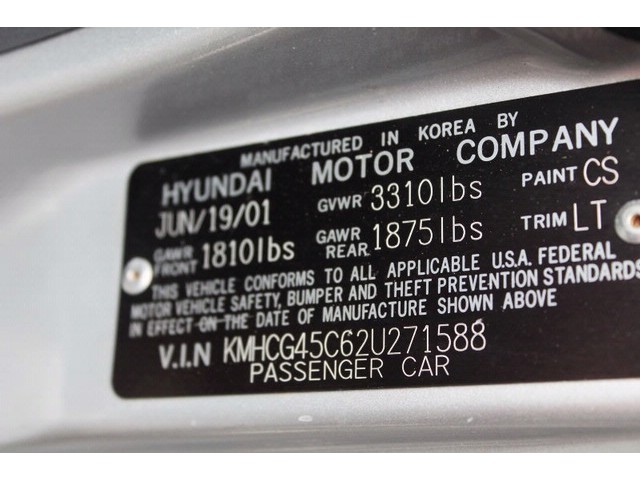 MANUFACTURED IN KOREA BY
HYUNDAI MOTOR COMPANY
JUN/19/01 GVWR 3310lbs PAINT CS
GAWR FRONT 1810lbs GAWR REAR 1875lbs TRIM LT
THIS VEHICLE CONFORMS TO ALL APPLICABLE U.S.A. FEDERAL
MOTOR VEHICLE SAFETY, BUMPER AND THEFT PREVENTION STANDARDS
IN EFFECT ON THE DATE OF MANUFACTURE SHOWN ABOVE
V.I.N KMHCG45C62U271588
PASSENGER CAR